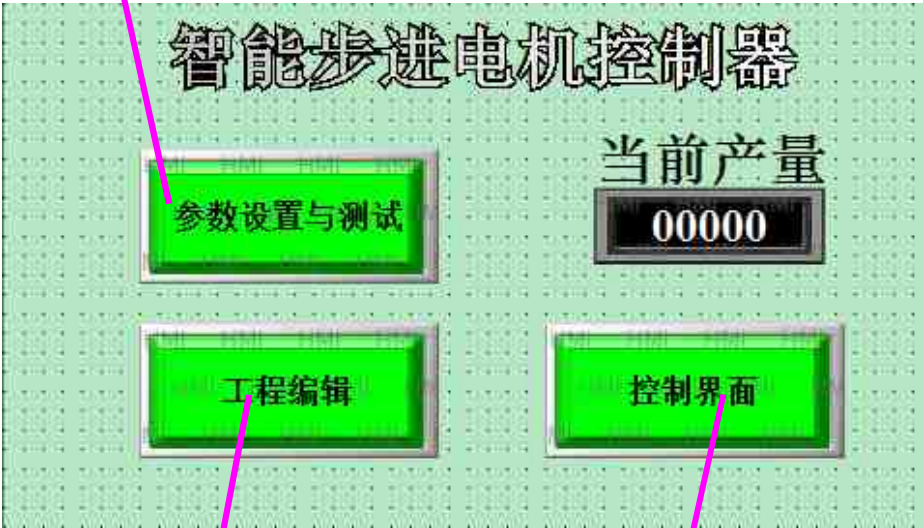 智能步进电机控制器
当前产量
参数设置与测试
00000
工程编辑
控制界面